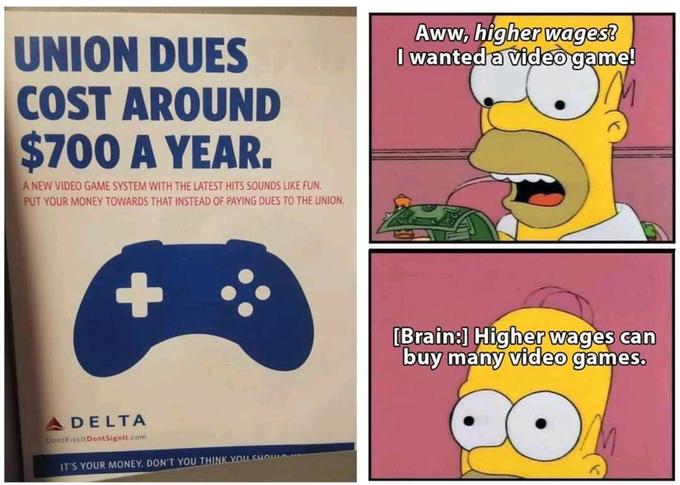 UNION DUES
COST AROUND
$700 A YEAR.
A NEW VIDEO GAME SYSTEM WITH THE LATEST HITS SOUNDS LIKE FUN.
PUT YOUR MONEY TOWARDS THAT INSTEAD OF PAYING DUES TO THE UNION.
DELTA
DontRiskItDontSignIt.com
IT'S YOUR MONEY. DON'T YOU THINK YOU
Aww, higher wages?
I wanted a video game!
[Brain:] Higher wages can
buy many video games.